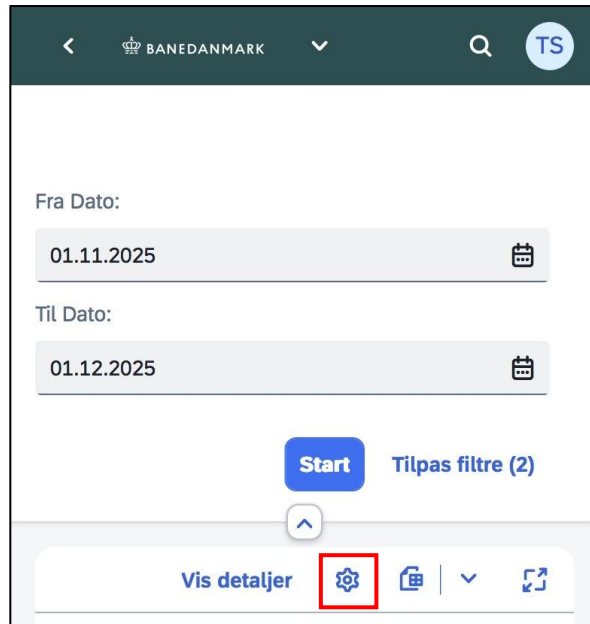 BANEDANMARK
TS
Fra Dato:
01.11.2025
Til Dato:
01.12.2025
Start Tilpas filtre (2)
Vis detaljer